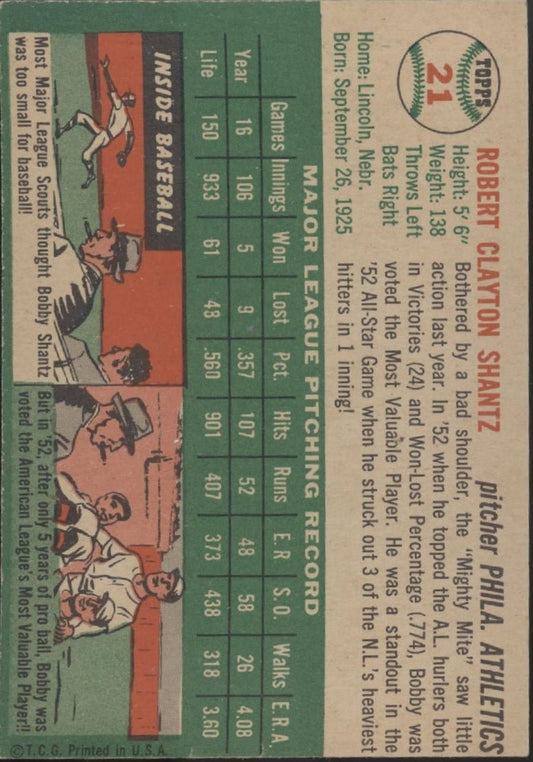 TOPPS
21
ROBERT CLAYTON SHANTZ pitcher PHILA. ATHLETICS
Height: 5' 6"
Weight: 138
Throws Left
Bats Right
Home: Lincoln, Nebr.
Born: September 26, 1925
Bothered by a bad shoulder, the "Mighty Mite" saw little
action last year. In '52 when he topped the A.L. hurlers both
in Victories (24) and Won-Lost Percentage (.774), Bobby was
voted the Most Valuable Player. He was a standout in the
'52 All-Star Game when he struck out 3 of the N.L.'s heaviest
hitters in 1 inning!
MAJOR LEAGUE PITCHING RECORD
Games Innings Won Lost Pct. Hits Runs E.R S.O. Walks E.R.A.
Year 16 106 5 9 .357 107 52 48 58 26 4.08
Life 150 933 61 48 .560 901 407 373 438 318 3.60
INSIDE BASEBALL
Most Major League Scouts thought Bobby Shantz
was too small for baseball!
But in '52, after only 5 years of pro ball, Bobby was
voted the American League's Most Valuable Player!!
© T.C.G. Printed in U.S.A.